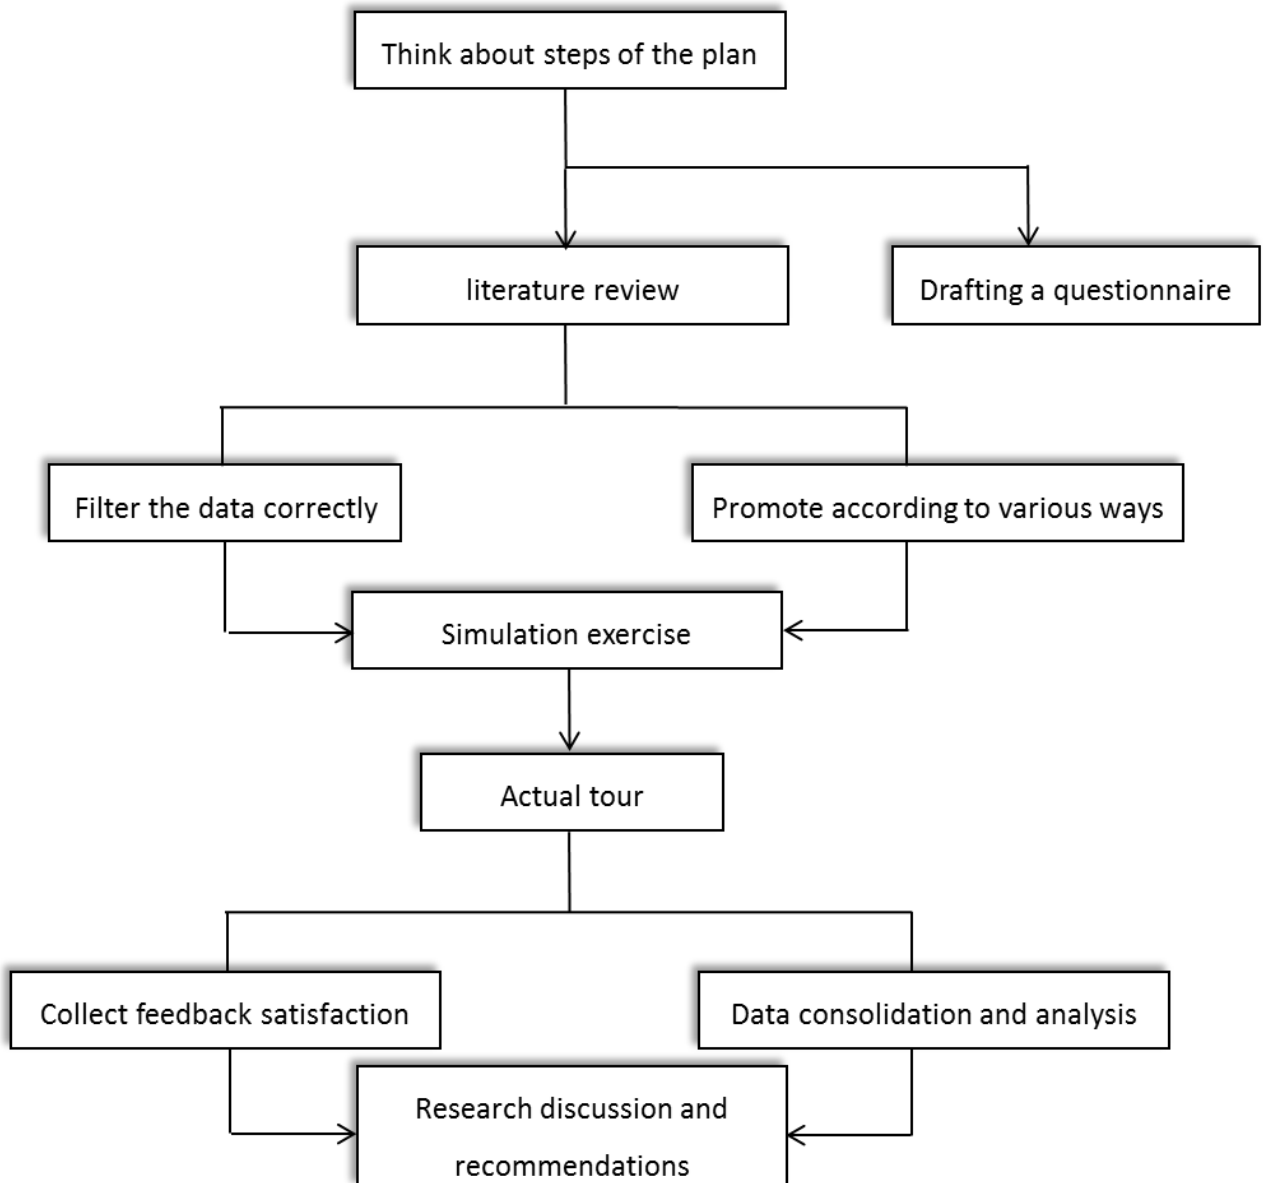 Think about steps of the plan
literature review
Drafting a questionnaire
Filter the data correctly
Promote according to various ways
Simulation exercise
Actual tour
Collect feedback satisfaction
Data consolidation and analysis
Research discussion and
recommendations